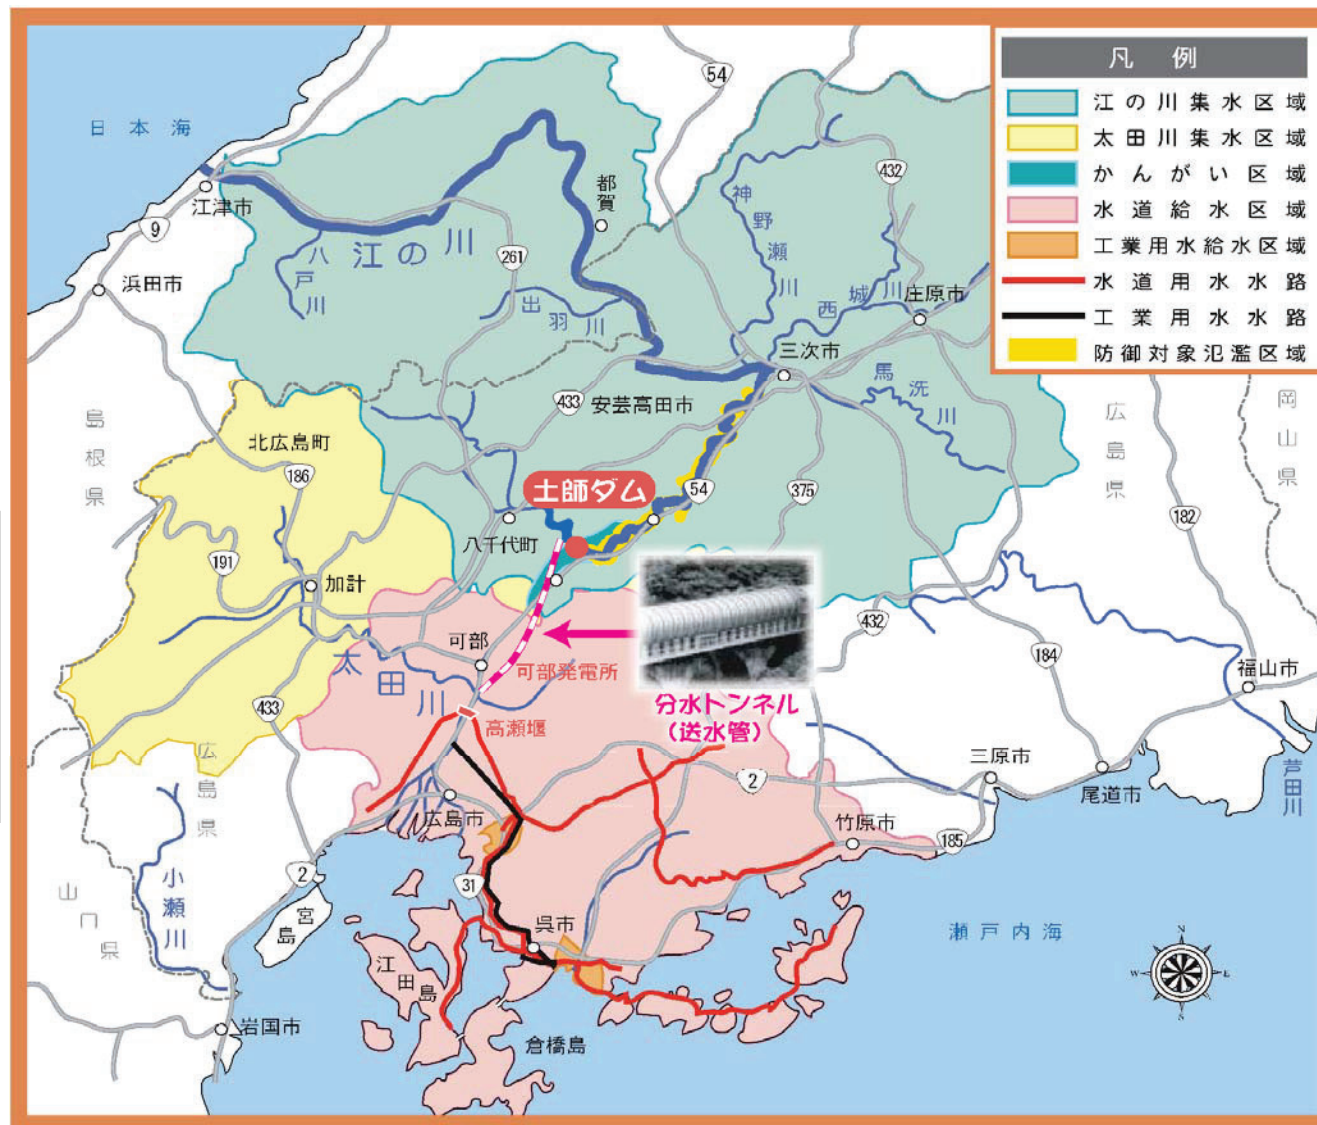 凡例
江の川集水区域
太田川集水区域
かんがい区域
水道給水区域
工業用水給水区域
水道用水水路
工業用水水路
防御対象氾濫区域
54
日本海
432
都賀
神野瀬川
江津市
9
八戸川
江の川
261
浜田市
出羽川
西城川
庄原市
三次市
馬洗川
433
安芸高田市
島根県
広島県
岡山県
北広島町
186
土師ダム
54
375
182
八千代町
191
加計
432
可部
太田川
可部発電所
184
福山市
分水トンネル
(送水管)
433
高瀬堰
広島県
2
三原市
尾道市
芦田川
広島市
竹原市
185
小瀬川
2
31
山口県
宮島
呉市
瀬戸内海
N
W
E
S
江田島
岩国市
倉橋島